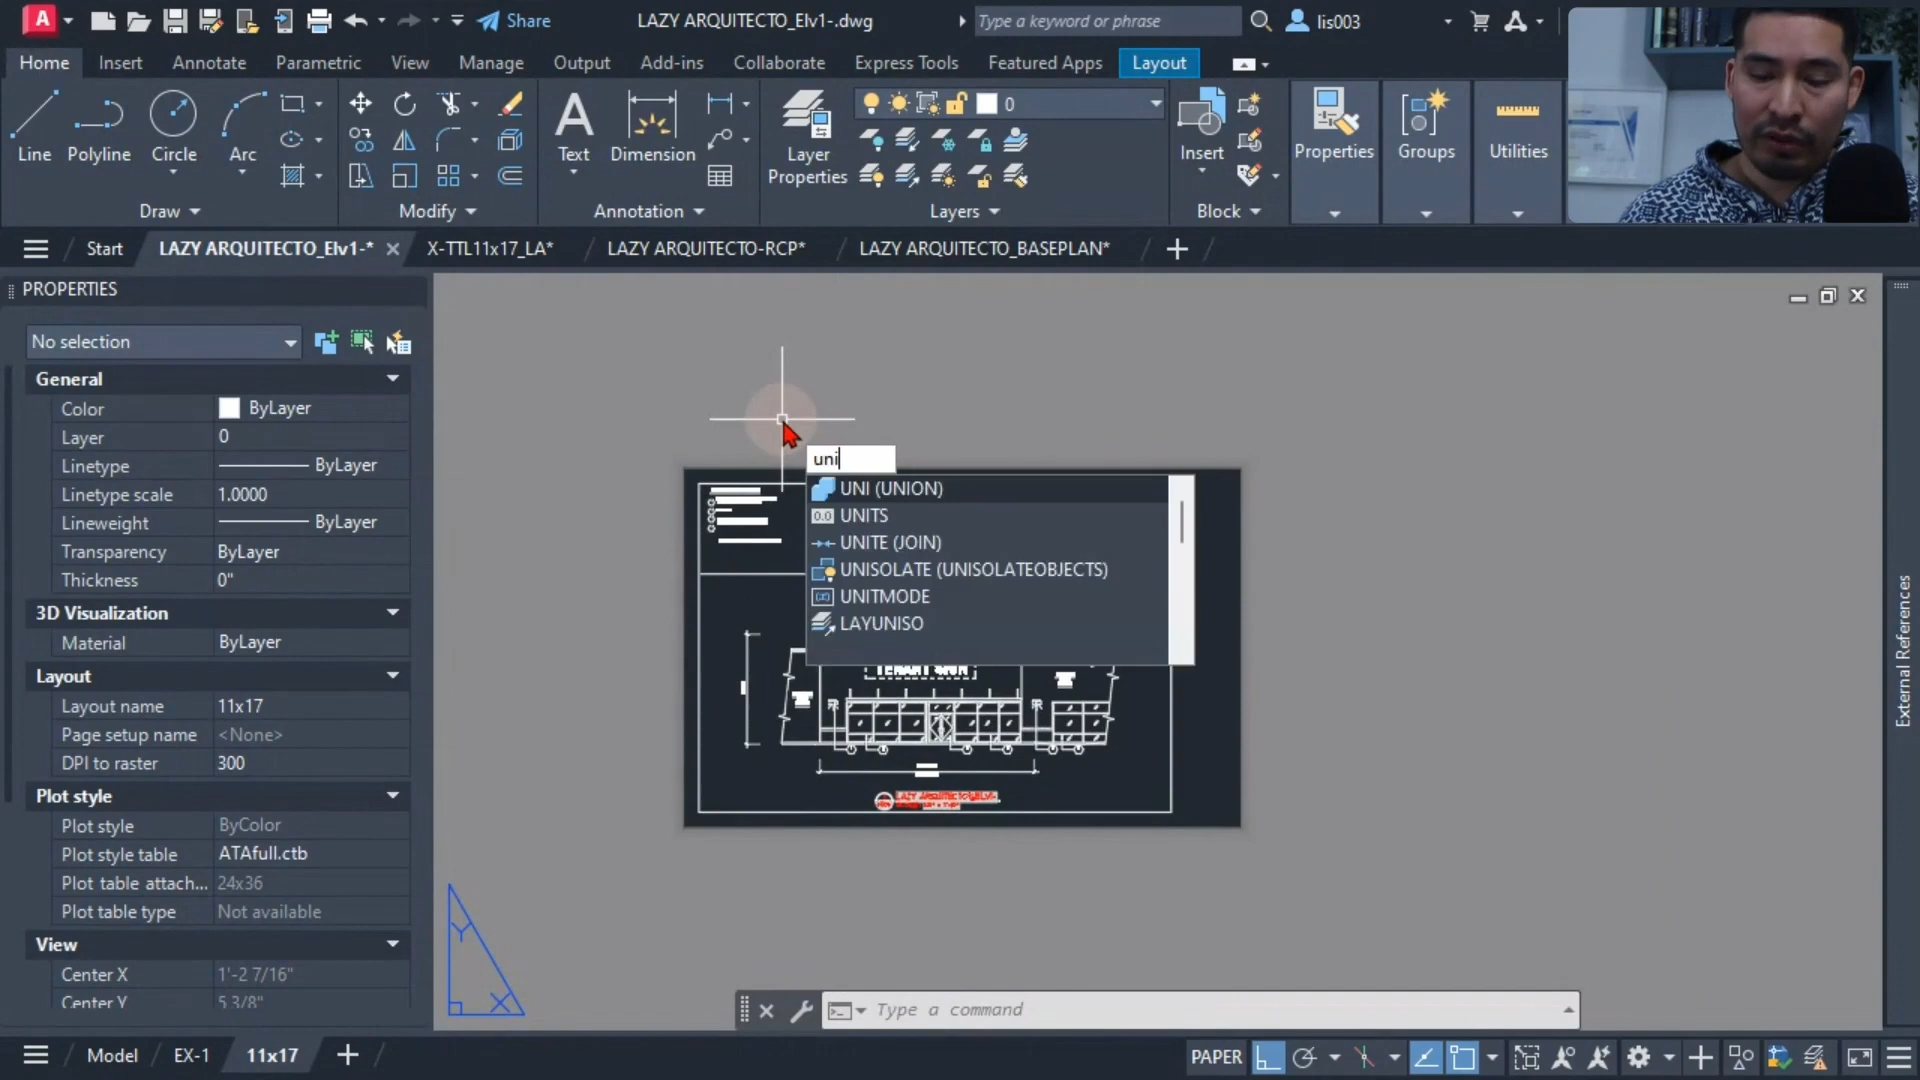 A
Share
LAZY ARQUITECTO_Elv1-.dwg
Type a keyword or phrase
lis003
Home
Insert
Annotate
Parametric
View
Manage
Output
Add-ins
Collaborate
Express Tools
Featured Apps
Layout
Line
Polyline
Circle
Arc
Draw
Modify
A
Text
Dimension
Annotation
Layer
Properties
0
Layers
Insert
Block
Properties
Groups
Utilities
Start
LAZY ARQUITECTO_Elv1-*
X-TTL11x17_LA*
LAZY ARQUITECTO-RCP*
LAZY ARQUITECTO_BASEPLAN*
PROPERTIES
No selection
General
Color ByLayer
Layer 0
Linetype ByLayer
Linetype scale 1.0000
Lineweight ByLayer
Transparency ByLayer
Thickness 0"
3D Visualization
Material ByLayer
Layout
Layout name 11x17
Page setup name <None>
DPI to raster 300
Plot style
Plot style ByColor
Plot style table ATAfull.ctb
Plot table attach... 24x36
Plot table type Not available
View
Center X 1'-2 7/16"
Center Y 5 3/8"
uni
UNI (UNION)
0.0 UNITS
UNITE (JOIN)
UNISOLATE (UNISOLATEOBJECTS)
UNITMODE
LAYUNISO
TENANT SIGN
Y
X
External References
Type a command
Model
EX-1
11x17
PAPER